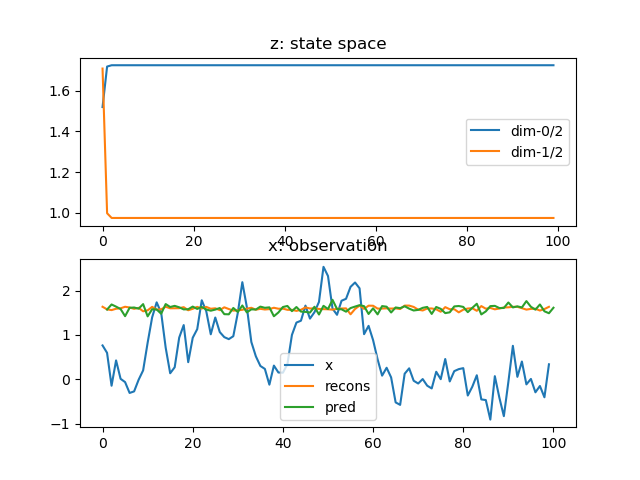 z: state space
1.6
1.4
1.2
1.0
dim-0/2
dim-1/2
0 20 40 60 80 100
x: observation
2
1
0
−1
x
recons
pred
0 20 40 60 80 100